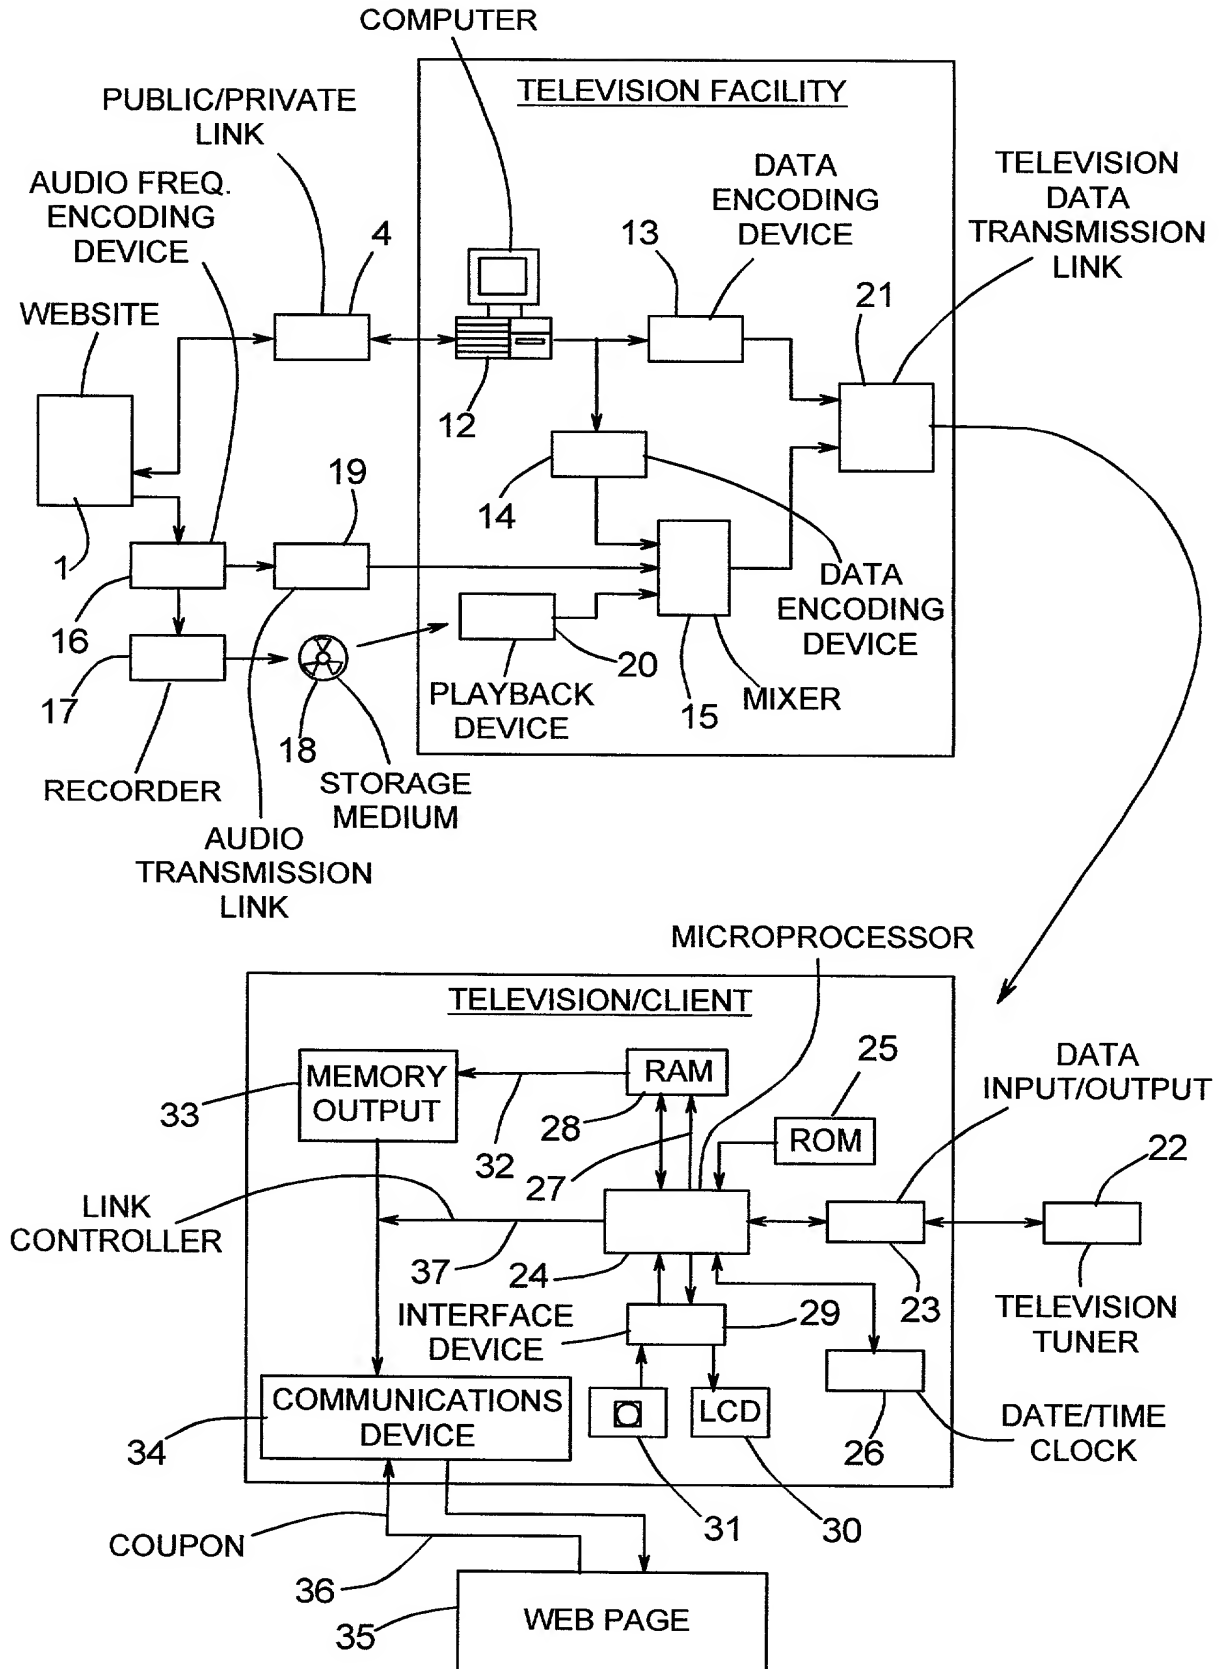 COMPUTER
TELEVISION FACILITY
PUBLIC/PRIVATE
LINK
AUDIO FREQ.
ENCODING
DEVICE
4
WEBSITE
12
13
DATA
ENCODING
DEVICE
TELEVISION
DATA
TRANSMISSION
LINK
21
14
19
1
16
17
RECORDER
18
STORAGE
MEDIUM
AUDIO
TRANSMISSION
LINK
20
PLAYBACK
DEVICE
15
MIXER
DATA
ENCODING
DEVICE
MICROPROCESSOR
TELEVISION/CLIENT
33
MEMORY
OUTPUT
32
RAM
28
27
25
ROM
DATA
INPUT/OUTPUT
22
LINK
CONTROLLER
37
24
23
TELEVISION
TUNER
INTERFACE
DEVICE
29
26
DATE/TIME
CLOCK
COMMUNICATIONS
DEVICE
34
LCD
31
30
COUPON
36
35
WEB PAGE